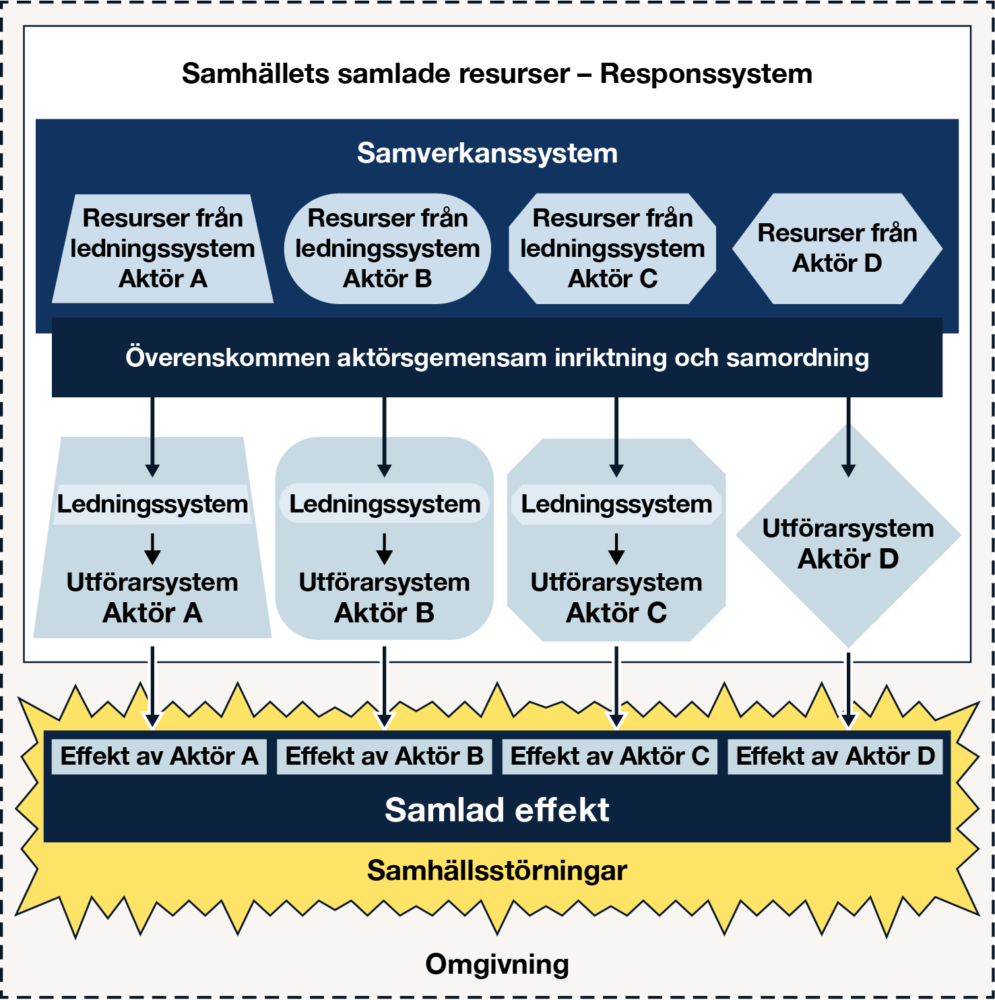 Samhällets samlade resurser – Responssystem
Samverkanssystem
Resurser från
ledningssystem
Aktör A
Resurser från
ledningssystem
Aktör B
Resurser från
ledningssystem
Aktör C
Resurser från
Aktör D
Överenskommen aktörsgemensam inriktning och samordning
Ledningssystem
Utförarsystem
Aktör A
Ledningssystem
Utförarsystem
Aktör B
Ledningssystem
Utförarsystem
Aktör C
Utförarsystem
Aktör D
Effekt av Aktör A
Effekt av Aktör B
Effekt av Aktör C
Effekt av Aktör D
Samlad effekt
Samhällsstörningar
Omgivning